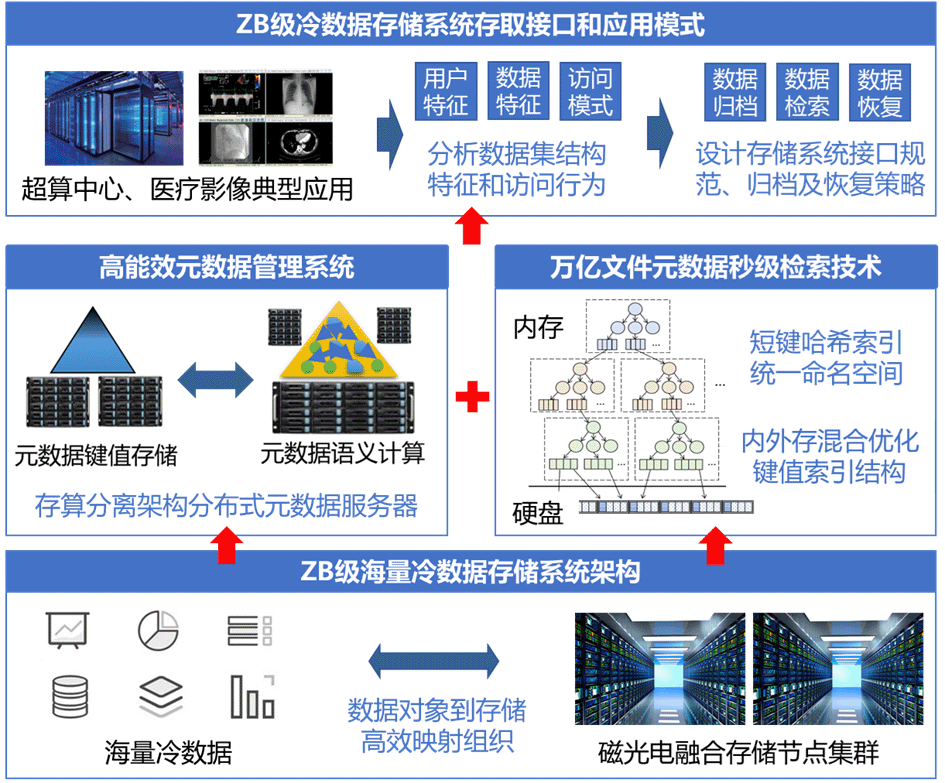 ZB级冷数据存储系统存取接口和应用模式
用户
特征
数据
特征
访问
模式
数据
归档
数据
检索
数据
恢复
超算中心、医疗影像典型应用
分析数据集结构
特征和访问行为
设计存储系统接口规
范、归档及恢复策略
高能效元数据管理系统
元数据键值存储
元数据语义计算
存算分离架构分布式元数据服务器
万亿文件元数据秒级检索技术
内存
短键哈希索引
统一命名空间
...
内外存混合优化
键值索引结构
硬盘
ZB级海量冷数据存储系统架构
海量冷数据
数据对象到存储
高效映射组织
磁光电融合存储节点集群